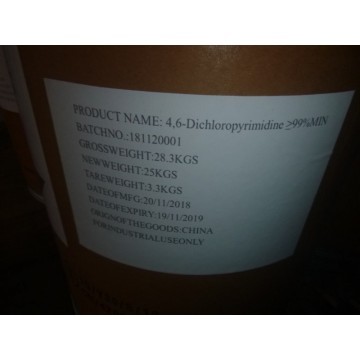 PRODUCT NAME: 4,6-Dichloropyrimidine ≥99%MIN
BATCHNO.:181120001
GROSSWEIGHT:28.3KGS
NEWWEIGHT:25KGS
TAREWEIGHT:3.3KGS
DATEOFMFG:20/11/2018
DATEOFEXPIRY:19/11/2019
ORIGNOFTHEGOODS:CHINA
FORINDUSTRIALUSEONLY